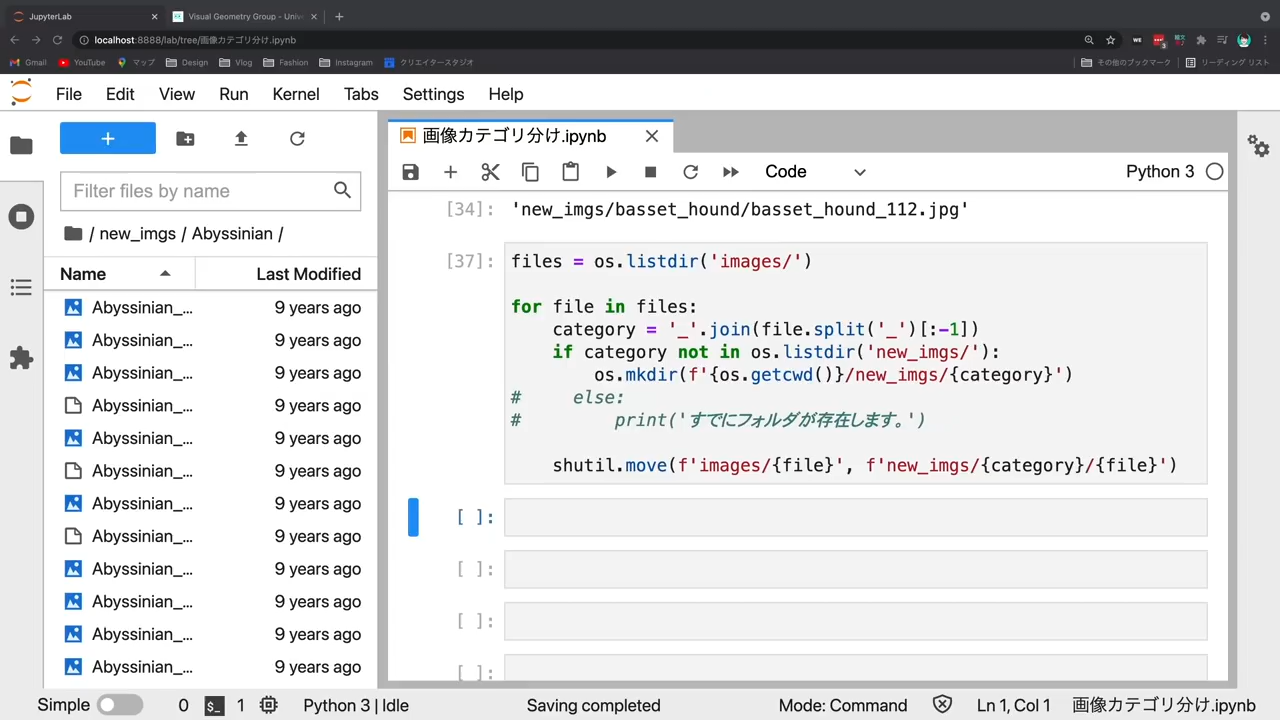 JupyterLab
Visual Geometry Group - Unive
localhost:8888/lab/tree/画像カテゴリ分け.ipynb
Gmail
YouTube
マップ
Design
Vlog
Fashion
Instagram
クリエイタースタジオ
その他のブックマーク
リーディング リスト
File Edit View Run Kernel Tabs Settings Help
Filter files by name
/ new_imgs / Abyssinian /
Name Last Modified
Abyssinian_... 9 years ago
Abyssinian_... 9 years ago
Abyssinian_... 9 years ago
Abyssinian_... 9 years ago
Abyssinian_... 9 years ago
Abyssinian_... 9 years ago
Abyssinian_... 9 years ago
Abyssinian_... 9 years ago
Abyssinian_... 9 years ago
Abyssinian_... 9 years ago
Abyssinian_... 9 years ago
Abyssinian_... 9 years ago
画像カテゴリ分け.ipynb
Code
Python 3
[34]: 'new_imgs/basset_hound/basset_hound_112.jpg'
[37]: files = os.listdir('images/')
for file in files:
    category = '_'.join(file.split('_')[:-1])
    if category not in os.listdir('new_imgs/'):
        os.mkdir(f'{os.getcwd()}/new_imgs/{category}')
#     else:
#         print('すでにフォルダが存在します。')
    shutil.move(f'images/{file}', f'new_imgs/{category}/{file}')
[ ]:
[ ]:
[ ]:
[ ]:
Simple 0 $_ 1 Python 3 | Idle Saving completed Mode: Command Ln 1, Col 1 画像カテゴリ分け.ipynb